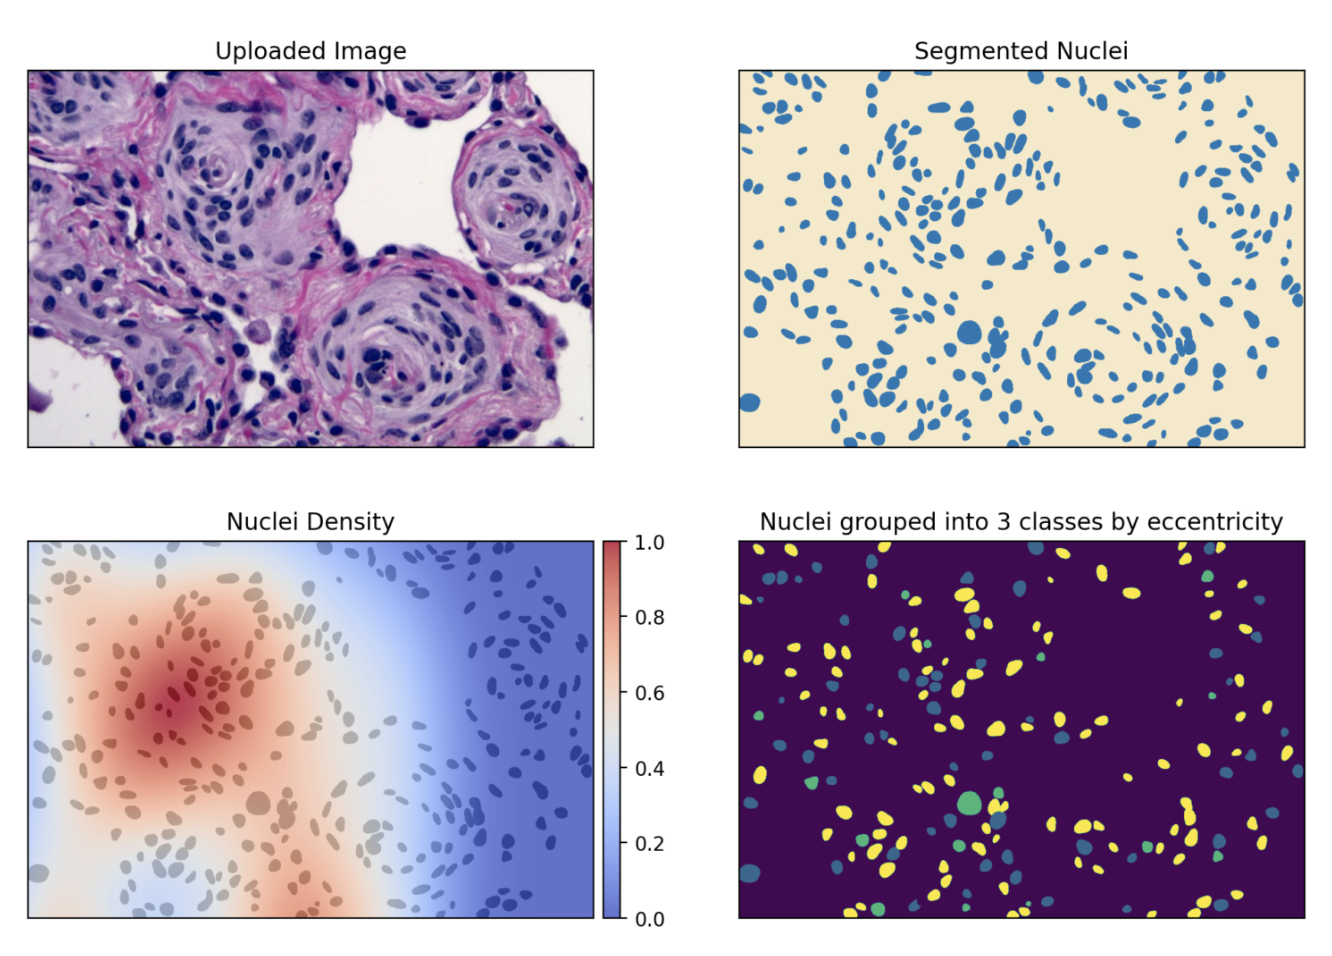 Uploaded Image
Segmented Nuclei
Nuclei Density
1.0
0.8
0.6
0.4
0.2
0.0
Nuclei grouped into 3 classes by eccentricity